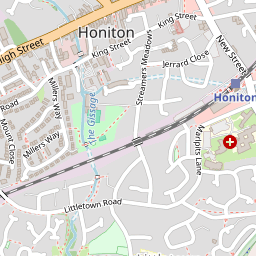 Honiton
High Street
King Street
King Street
New Street
Jerrard Close
Streamers Meadows
Road
Millers Way
The Gissage
Honiton
Mount Close
Millers Way
Marlpits Lane
Littletown Road